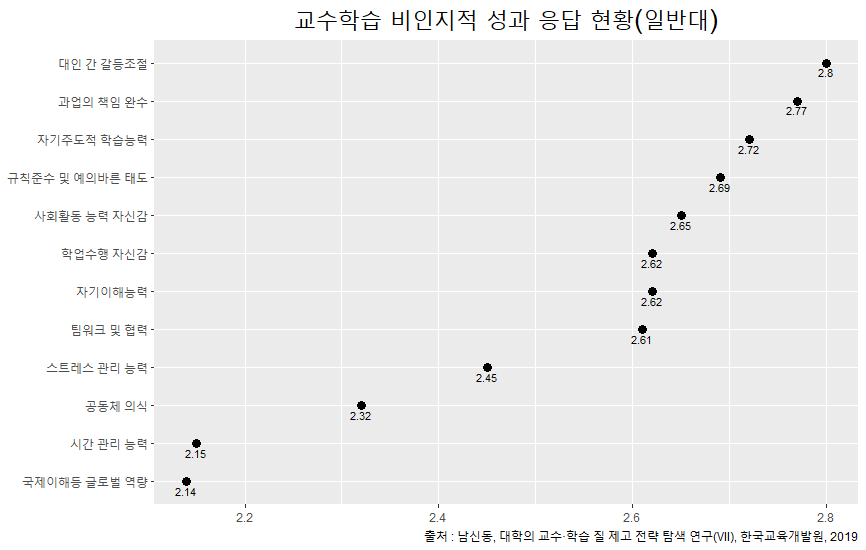 교수학습 비인지적 성과 응답 현황(일반대)
대인 간 갈등조절
2.8
과업의 책임 완수
2.77
자기주도적 학습능력
2.72
규칙준수 및 예의바른 태도
2.69
사회활동 능력 자신감
2.65
학업수행 자신감
2.62
자기이해능력
2.62
팀워크 및 협력
2.61
스트레스 관리 능력
2.45
공동체 의식
2.32
시간 관리 능력
2.15
국제이해등 글로벌 역량
2.14
2.2 2.4 2.6 2.8
출처 : 남신동, 대학의 교수·학습 질 제고 전략 탐색 연구(VII), 한국교육개발원, 2019